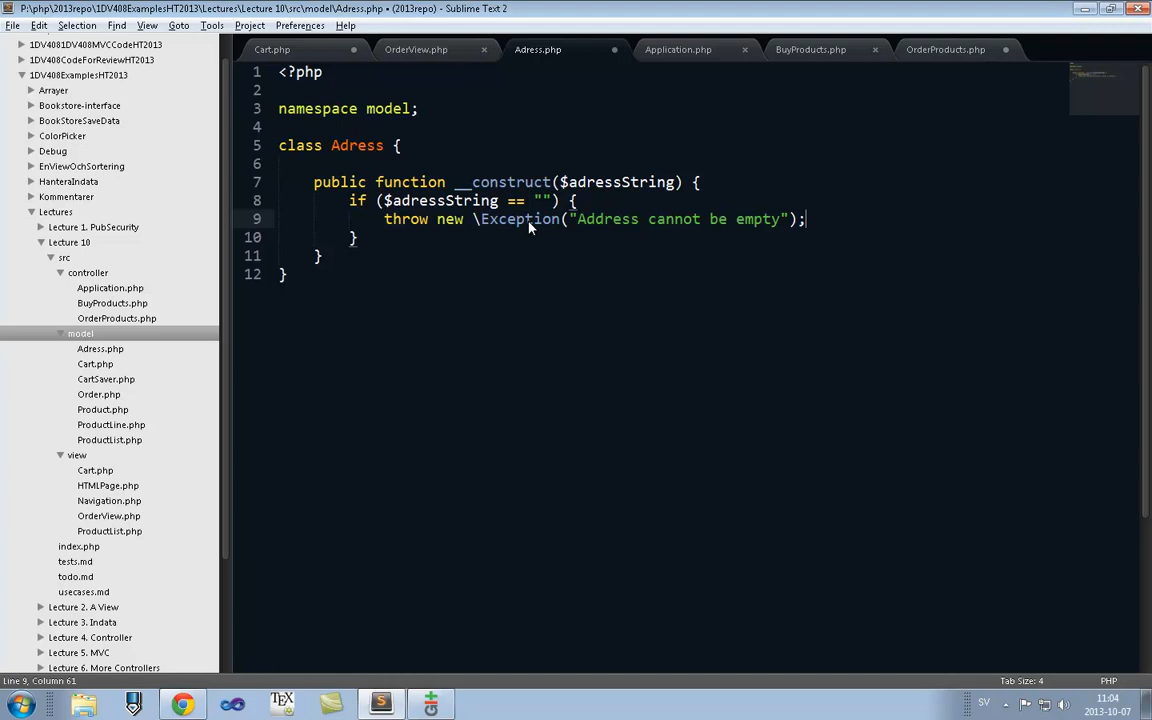 P:\php\2013repo\1DV408ExamplesHT2013\Lectures\Lecture 10\src\model\Adress.php • (2013repo) - Sublime Text 2
File Edit Selection Find View Goto Tools Project Preferences Help
1DV4081DV408MVCCodeHT2013
1DV408CodeForReviewHT2013
1DV408ExamplesHT2013
Arrayer
Bookstore-interface
BookStoreSaveData
ColorPicker
Debug
EnViewOchSortering
HanteraIndata
Kommentarer
Lectures
Lecture 1. PubSecurity
Lecture 10
src
controller
Application.php
BuyProducts.php
OrderProducts.php
model
Adress.php
Cart.php
CartSaver.php
Order.php
Product.php
ProductLine.php
ProductList.php
view
Cart.php
HTMLPage.php
Navigation.php
OrderView.php
ProductList.php
index.php
tests.md
todo.md
usecases.md
Lecture 2. A View
Lecture 3. Indata
Lecture 4. Controller
Lecture 5. Model
Lecture 6. More Controllers
Cart.php OrderView.php Adress.php Application.php BuyProducts.php OrderProducts.php
1 <?php
2
3 namespace model;
4
5 class Adress {
6
7 public function __construct($adressString) {
8 if ($adressString == "") {
9 throw new \Exception("Address cannot be empty");
10 }
11 }
12 }
Line 9, Column 61 Tab Size: 4 PHP
SV 11:04
2013-10-07